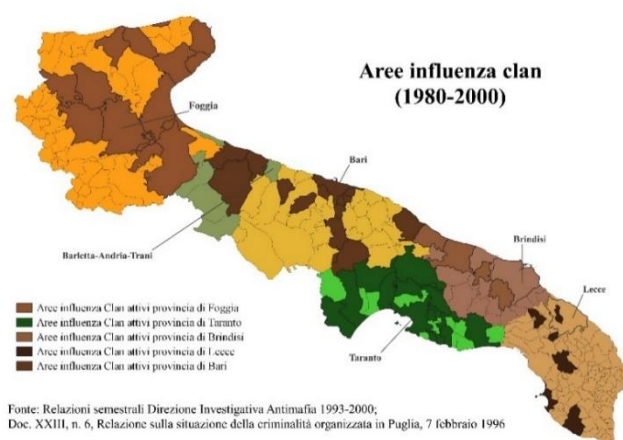 Aree influenza clan
(1980-2000)
Foggia
Bari
Barletta-Andria-Trani
Brindisi
Lecce
Taranto
Aree influenza Clan attivi provincia di Foggia
Aree influenza Clan attivi provincia di Taranto
Aree influenza Clan attivi provincia di Brindisi
Aree influenza Clan attivi provincia di Lecce
Aree influenza Clan attivi provincia di Bari
Fonte: Relazioni semestrali Direzione Investigativa Antimafia 1993-2000;
Doc. XXIII, n. 6, Relazione sulla situazione della criminalità organizzata in Puglia, 7 febbraio 1996